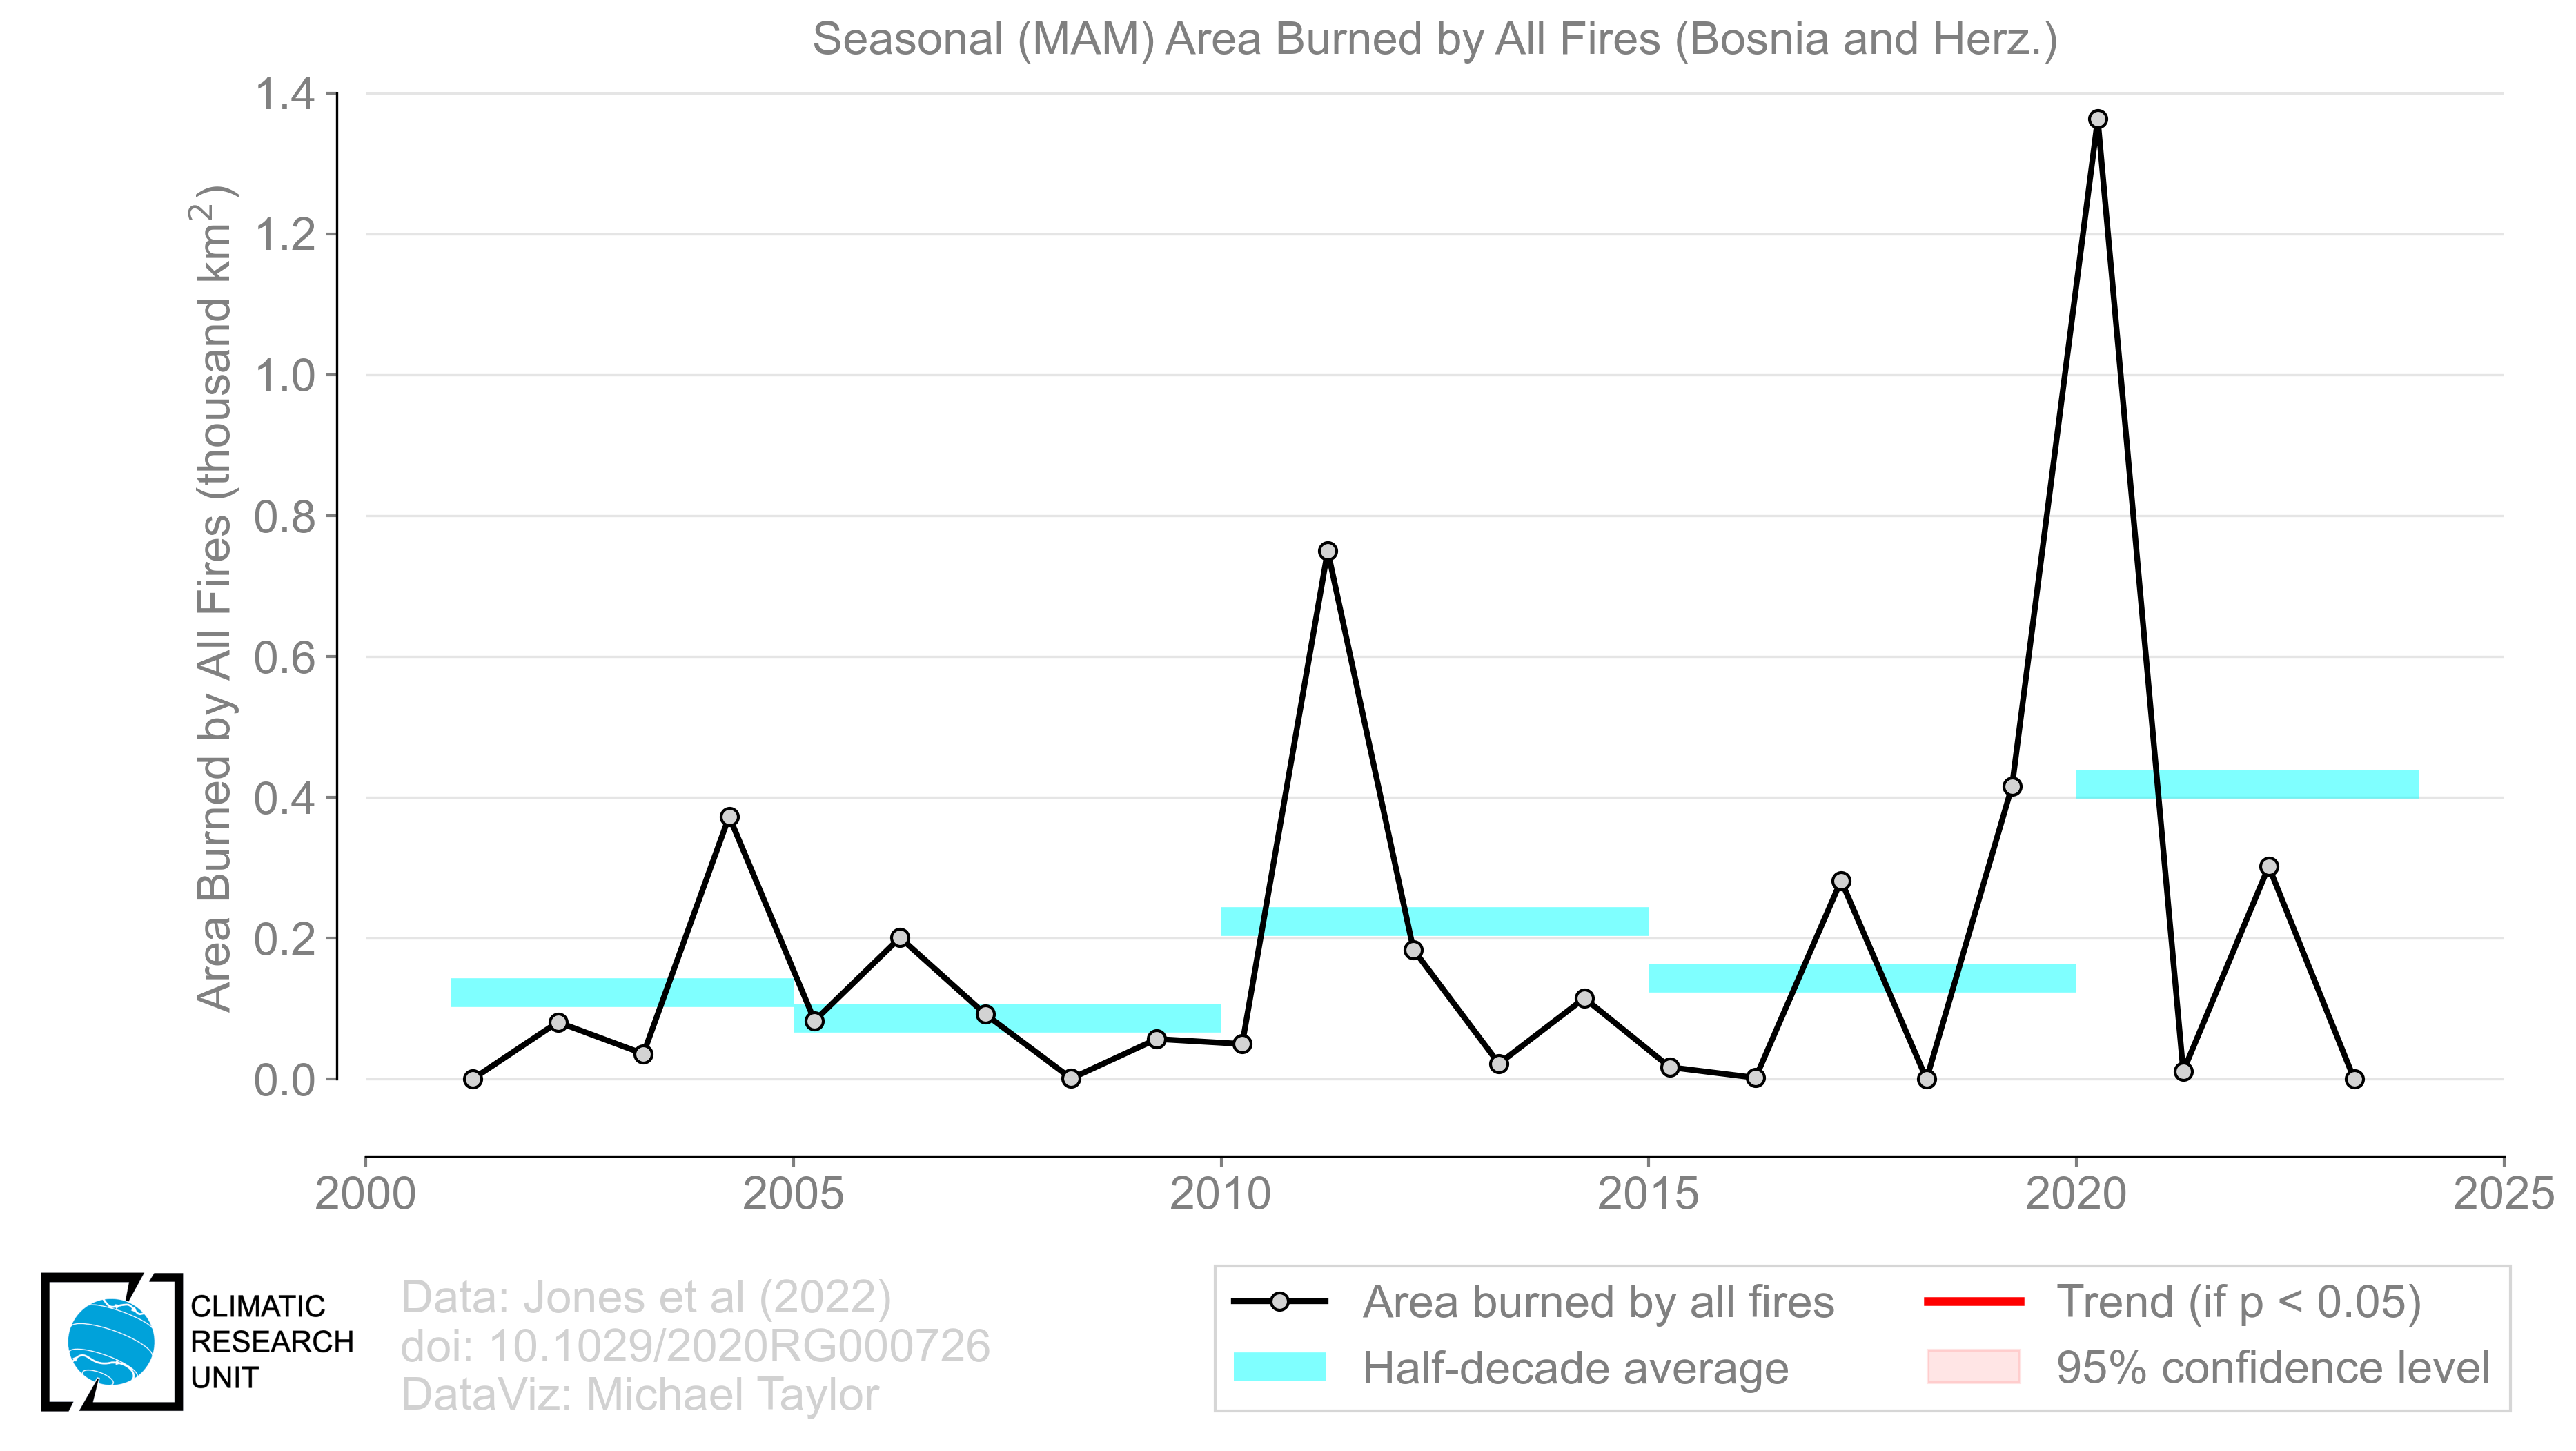 Seasonal (MAM) Area Burned by All Fires (Bosnia and Herz.)
Area Burned by All Fires (thousand km²)
1.4
1.2
1.0
0.8
0.6
0.4
0.2
0.0
2000 2005 2010 2015 2020 2025
CLIMATIC
RESEARCH
UNIT
Data: Jones et al (2022)
doi: 10.1029/2020RG000726
DataViz: Michael Taylor
Area burned by all fires
Half-decade average
Trend (if p < 0.05)
95% confidence level